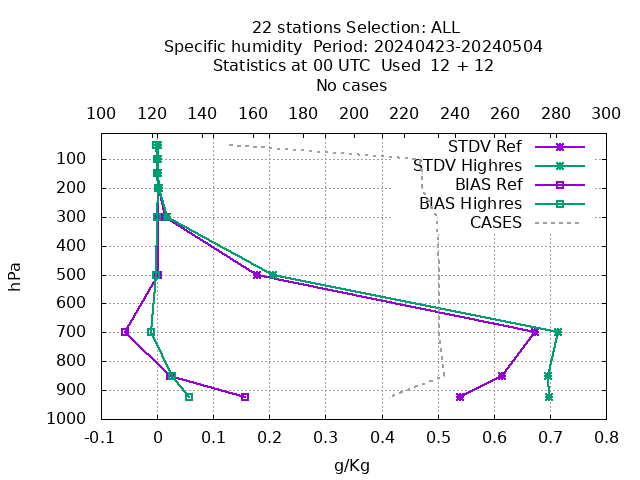 22 stations Selection: ALL
Specific humidity  Period: 20240423-20240504
Statistics at 00 UTC  Used  12 + 12
No cases
100 120 140 160 180 200 220 240 260 280 300
STDV Ref
STDV Highres
BIAS Ref
BIAS Highres
CASES
hPa
100
200
300
400
500
600
700
800
900
1000
-0.1 0 0.1 0.2 0.3 0.4 0.5 0.6 0.7 0.8
g/Kg